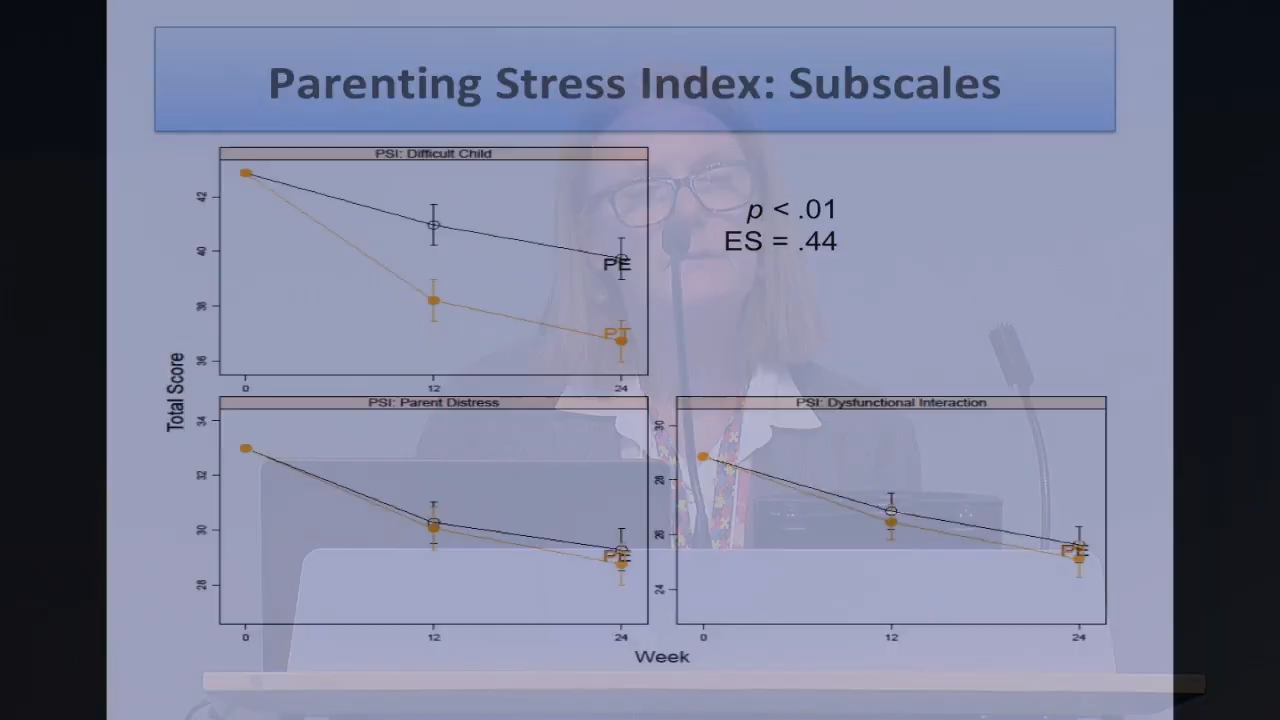 Parenting Stress Index: Subscales
PSI: Difficult Child
42
40
38
36
0
12
24
PE
PT
p < .01
ES = .44
Total Score
PSI: Parent Distress
34
32
30
28
0
12
24
PE
PSI: Dysfunctional Interaction
30
28
26
24
0
12
24
PE
Week